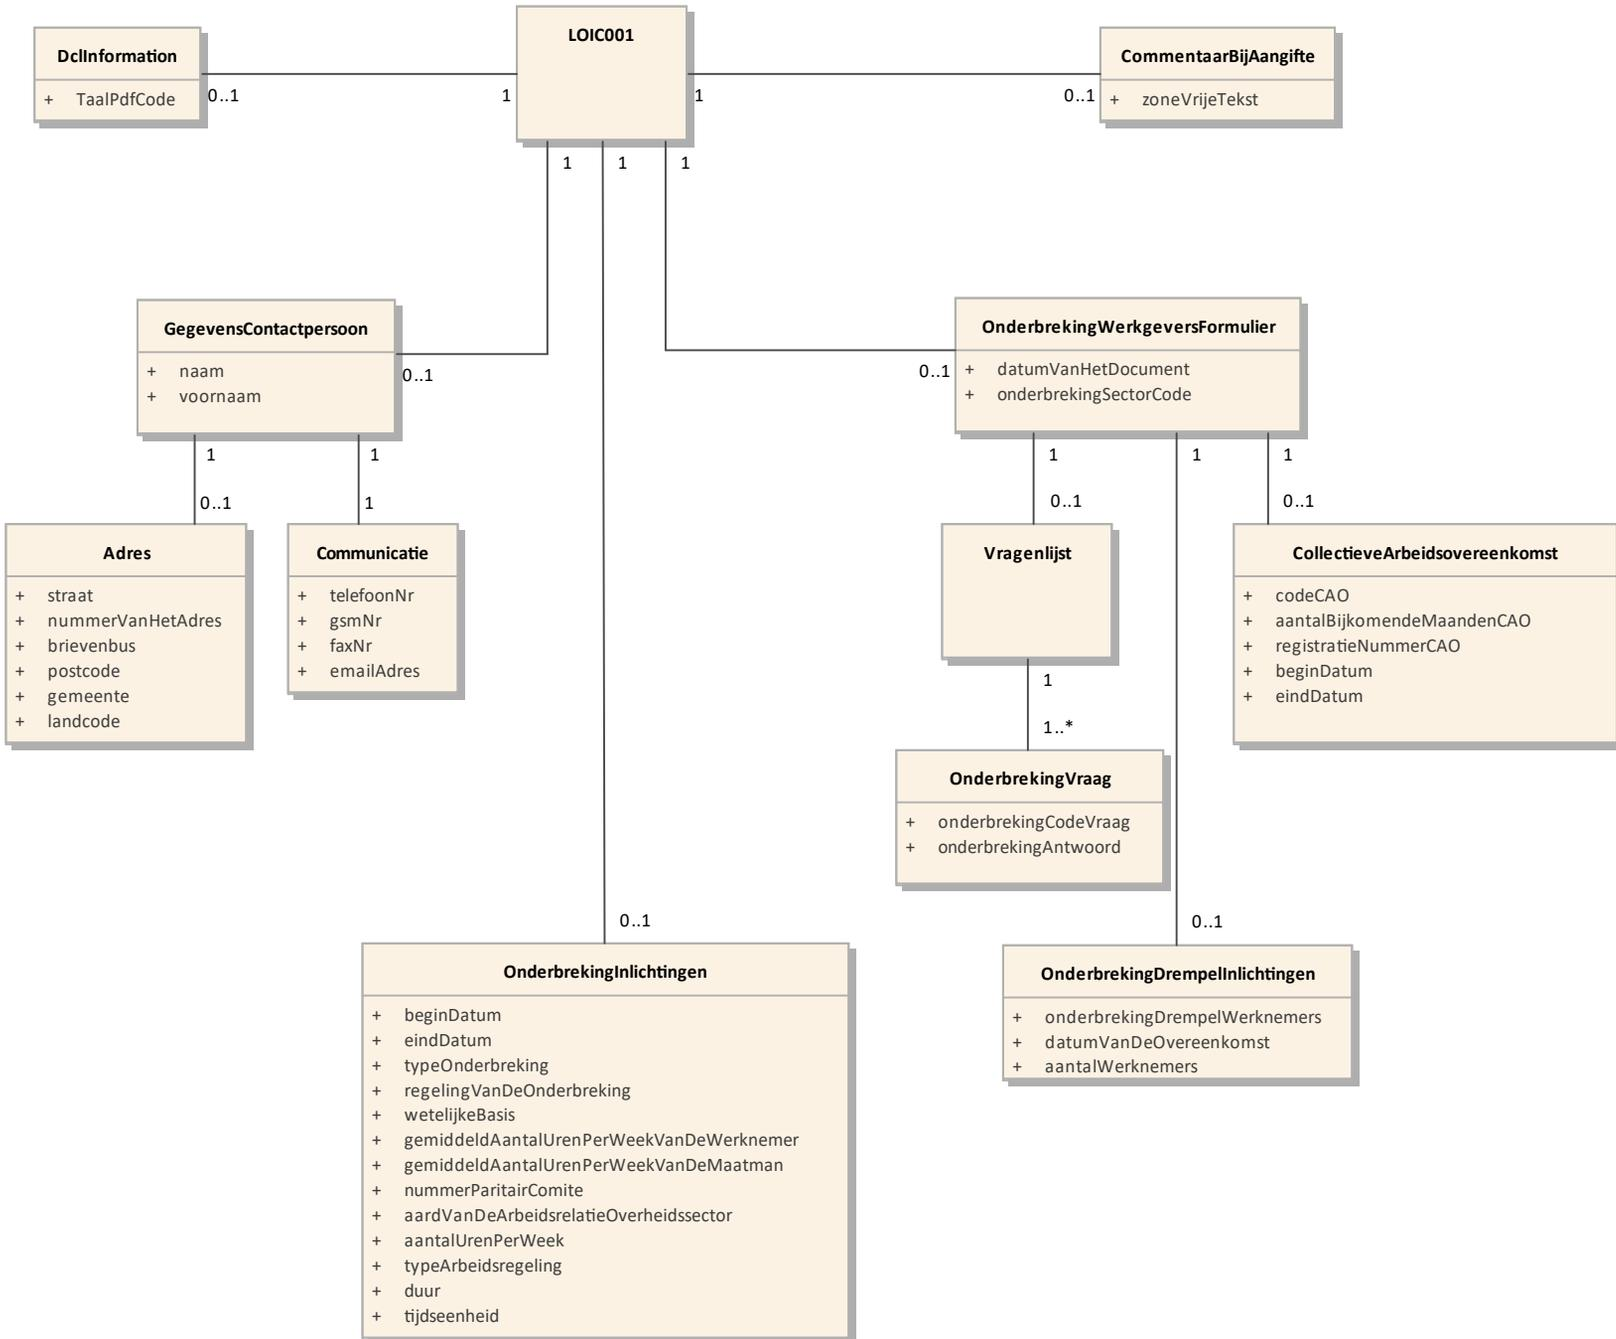 LOIC001
DclInformation
+ TaalPdfCode
0..1
1
1
0..1
CommentaarBijAangifte
+ zoneVrijeTekst
1
1
1
GegevensContactpersoon
+ naam
+ voornaam
0..1
OnderbrekingWerkgeversFormulier
+ datumVanHetDocument
+ onderbrekingSectorCode
0..1
1
0..1
1
1
1
0..1
1
1
0..1
Adres
+ straat
+ nummerVanHetAdres
+ brievenbus
+ postcode
+ gemeente
+ landcode
Communicatie
+ telefoonNr
+ gsmNr
+ faxNr
+ emailAdres
Vragenlijst
CollectieveArbeidsovereenkomst
+ codeCAO
+ aantalBijkomendeMaandenCAO
+ registratieNummerCAO
+ beginDatum
+ eindDatum
1
1..*
OnderbrekingVraag
+ onderbrekingCodeVraag
+ onderbrekingAntwoord
0..1
0..1
OnderbrekingInlichtingen
+ beginDatum
+ eindDatum
+ typeOnderbreking
+ regelingVanDeOnderbreking
+ wetelijkeBasis
+ gemiddeldAantalUrenPerWeekVanDeWerknemer
+ gemiddeldAantalUrenPerWeekVanDeMaatman
+ nummerParitairComite
+ aardVanDeArbeidsrelatieOverheidssector
+ aantalUrenPerWeek
+ typeArbeidsregeling
+ duur
+ tijdseenheid
OnderbrekingDrempelInlichtingen
+ onderbrekingDrempelWerknemers
+ datumVanDeOvereenkomst
+ aantalWerknemers